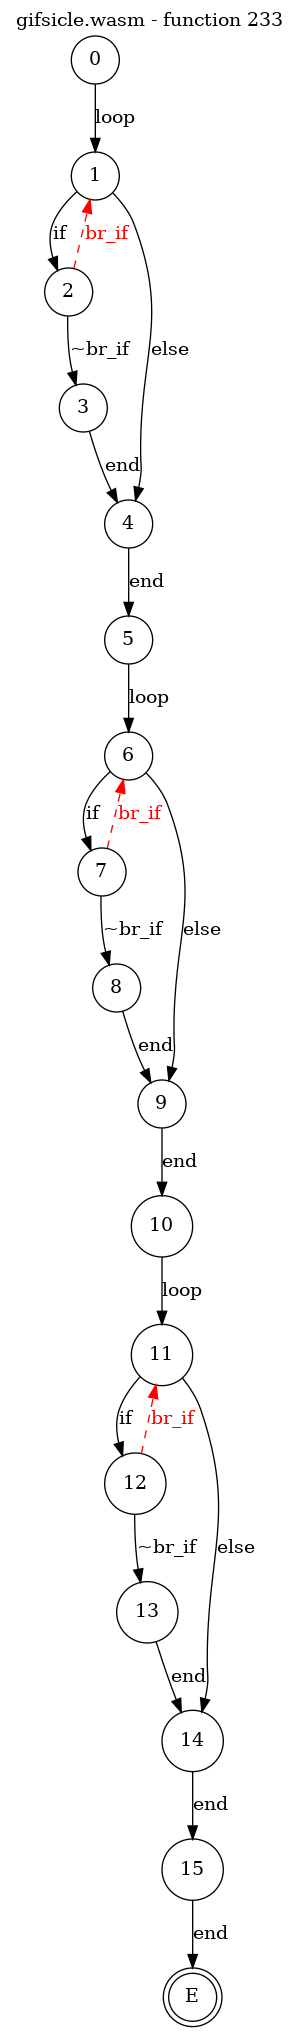 gifsicle.wasm - function 233
0
loop
1
if
br_if
2
else
~br_if
3
end
4
end
5
loop
6
if
br_if
7
else
~br_if
8
end
9
end
10
loop
11
if
br_if
12
else
~br_if
13
end
14
end
15
end
E